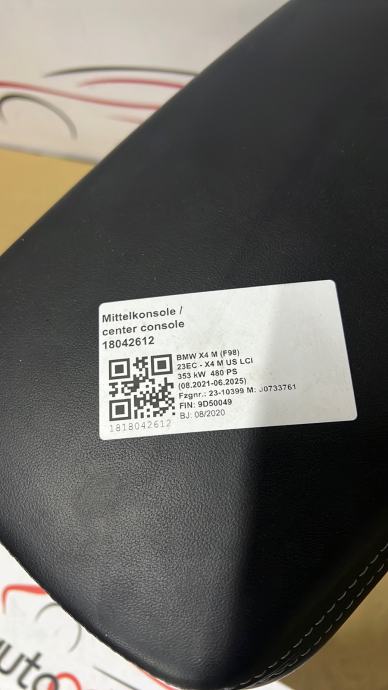 Mittelkonsole /
center console
18042612
BMW X4 M (F98)
23EC - X4 M US LCI
353 kW 480 PS
(08.2021-06.2025)
Fzgnr.: 23-10399 M: J0733761
FIN: 9D50049
BJ: 08/2020
1818042612
auto